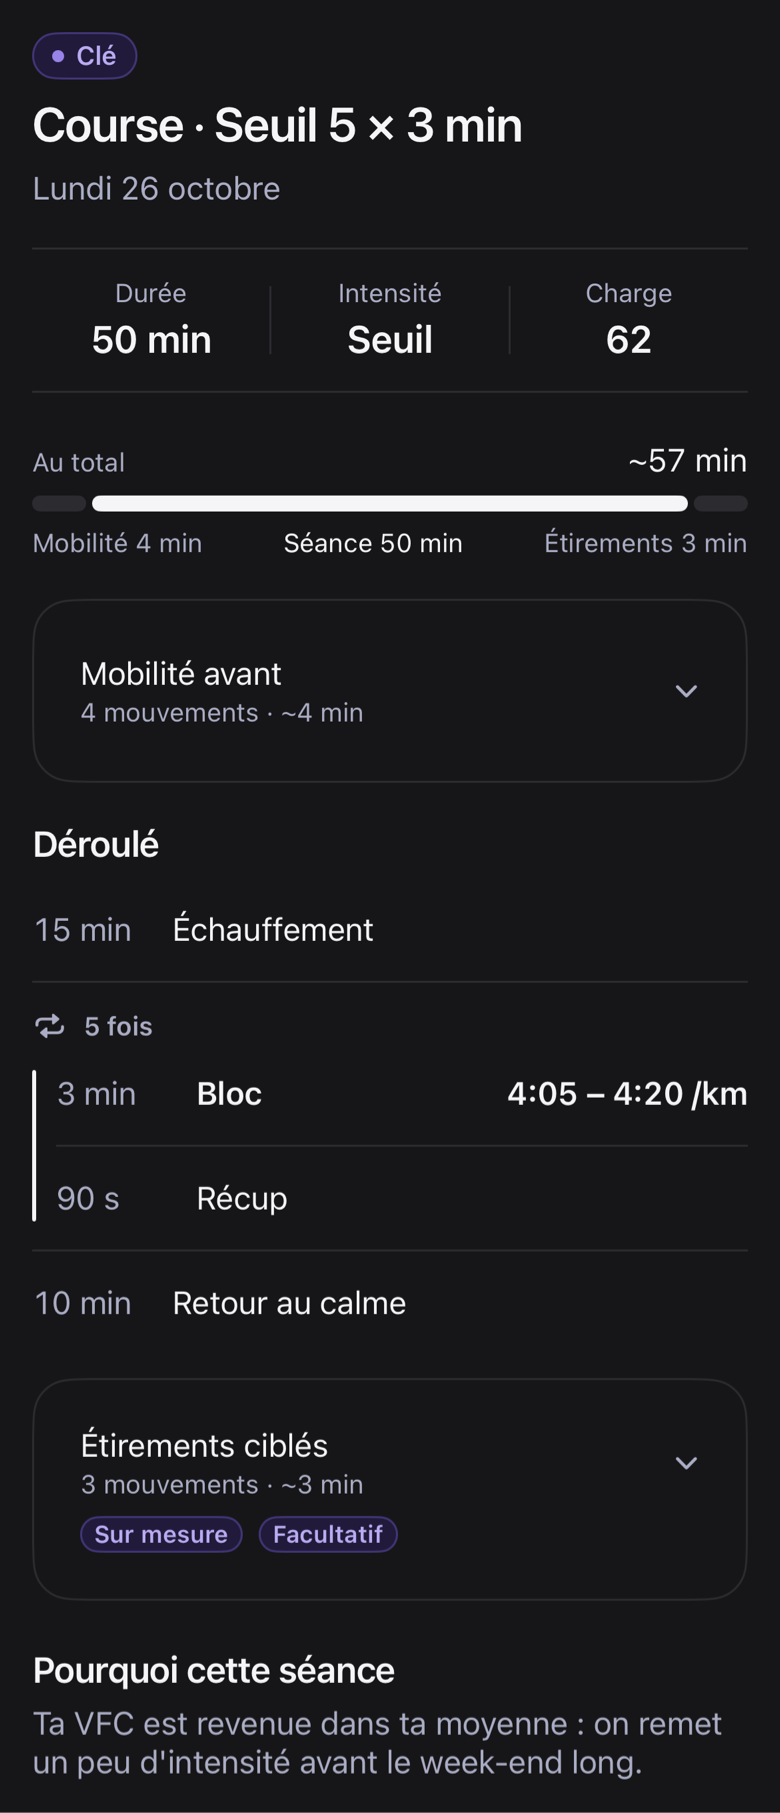 Clé
Course · Seuil 5 × 3 min
Lundi 26 octobre
Durée
50 min
Intensité
Seuil
Charge
62
Au total
~57 min
Mobilité 4 min
Séance 50 min
Étirements 3 min
Mobilité avant
4 mouvements · ~4 min
Déroulé
15 min Échauffement
5 fois
3 min Bloc 4:05 – 4:20 /km
90 s Récup
10 min Retour au calme
Étirements ciblés
3 mouvements · ~3 min
Sur mesure
Facultatif
Pourquoi cette séance
Ta VFC est revenue dans ta moyenne : on remet
un peu d'intensité avant le week-end long.